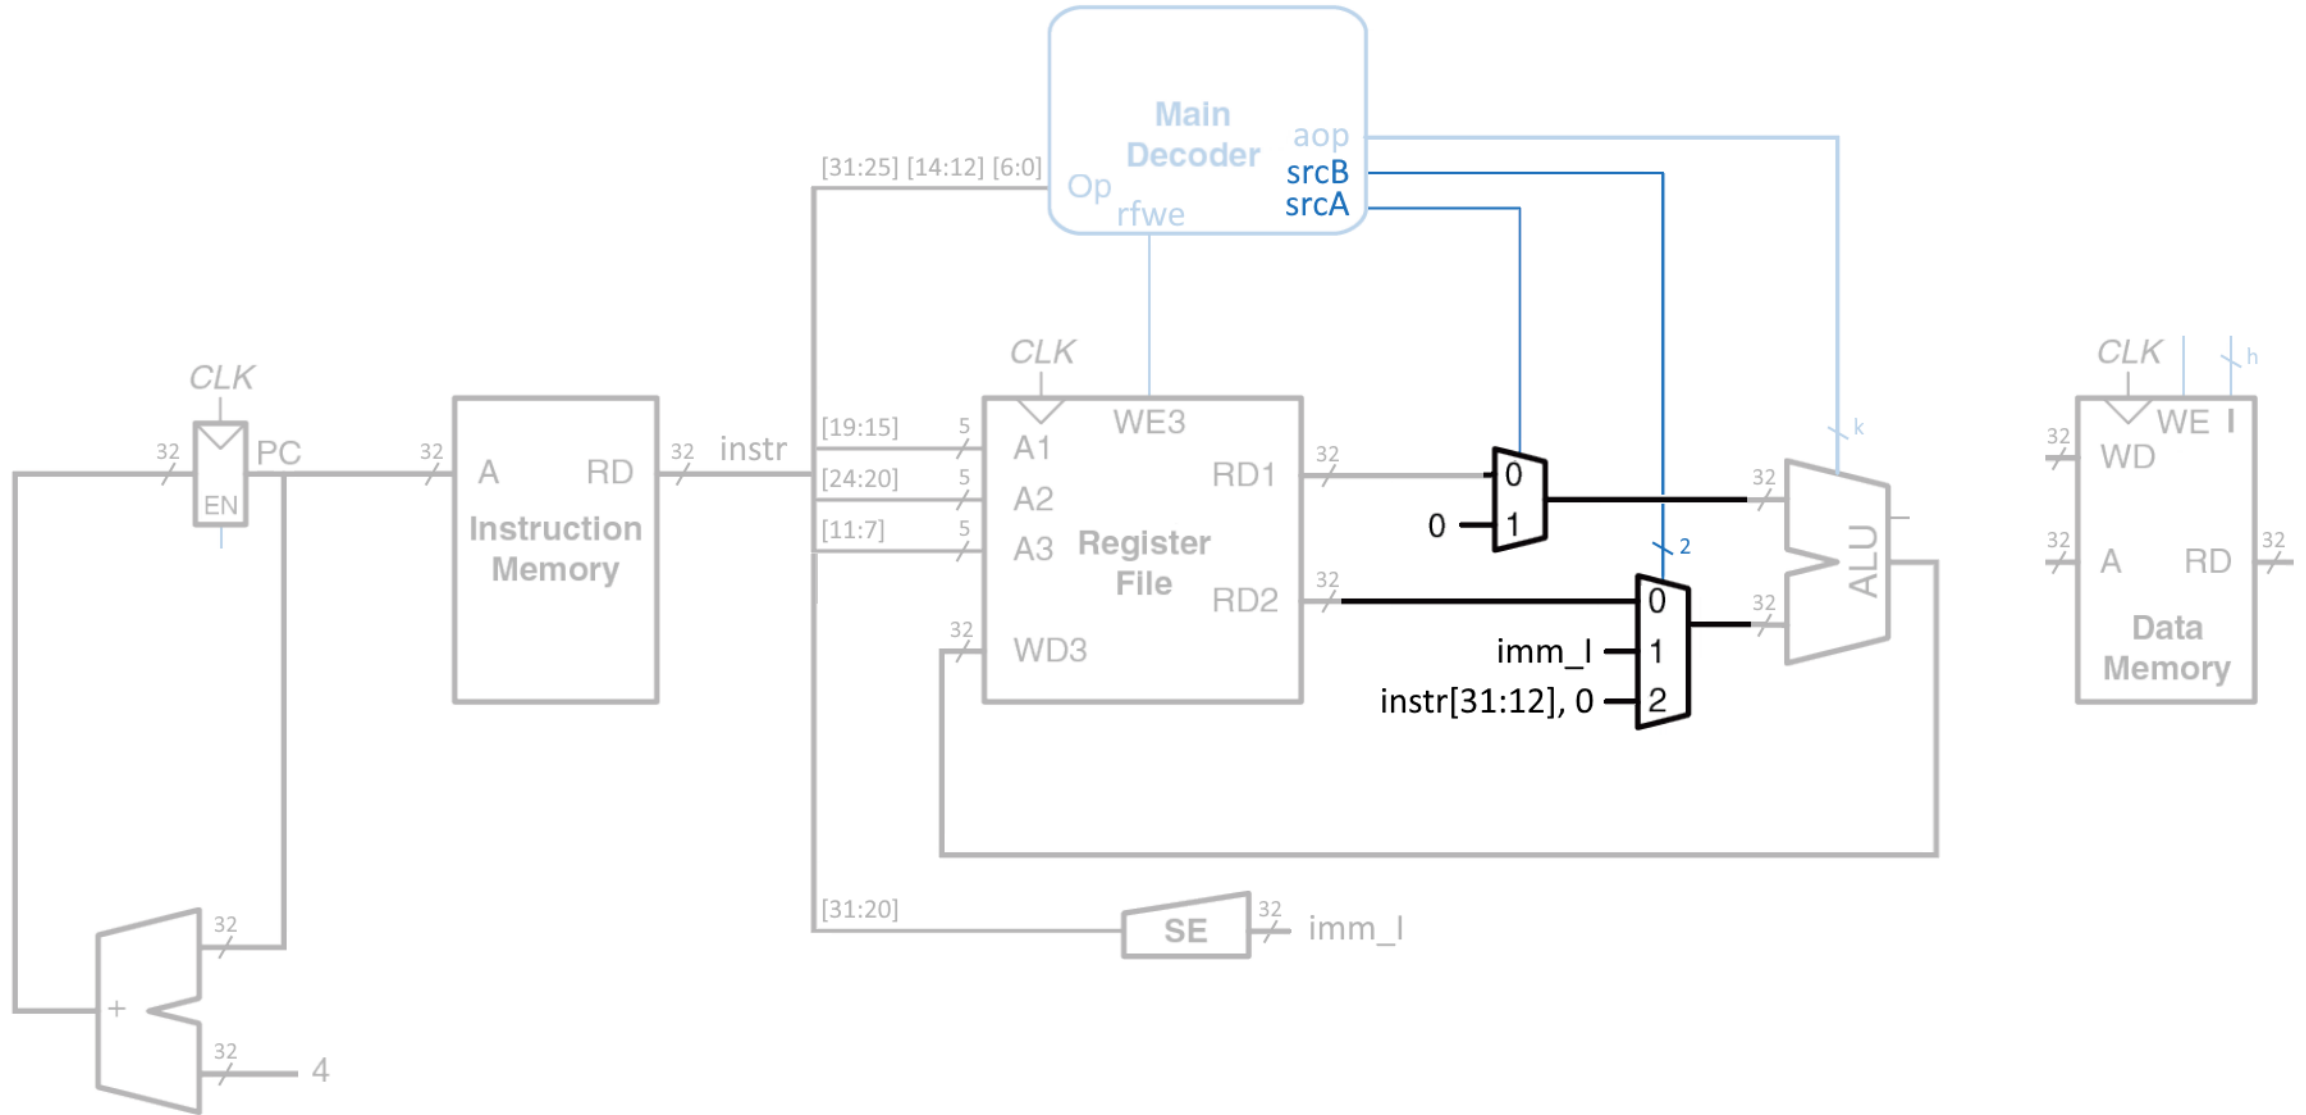 Main
Decoder
Op
rfwe
aop
srcB
srcA
[31:25] [14:12] [6:0]
CLK
32
PC
EN
32
A
RD
Instruction
Memory
32
instr
[19:15]
5
[24:20]
5
[11:7]
5
CLK
WE3
A1
A2
A3
RD1
Register
File
RD2
32
WD3
32
32
0
1
0
2
0
1
2
imm_I
instr[31:12], 0
32
32
k
ALU
CLK
h
WE I
32
WD
32
A
RD
32
Data
Memory
[31:20]
SE
32
imm_I
32
+
32
4